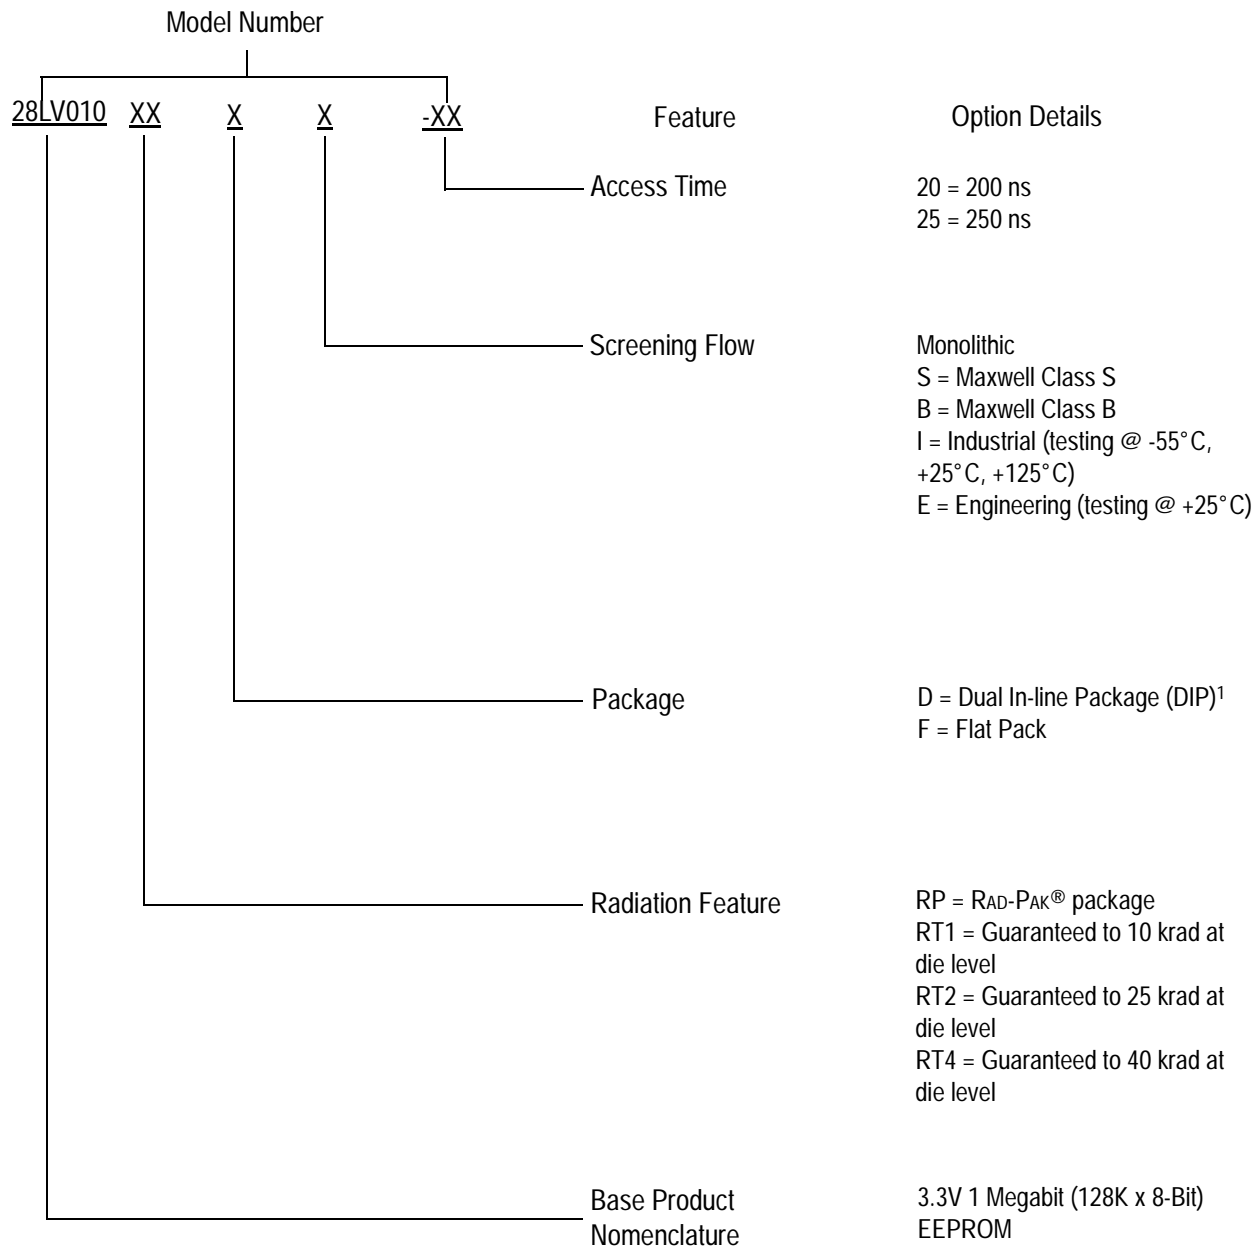 Model Number
28LV010 XX X X -XX Feature Option Details
Access Time
20 = 200 ns
25 = 250 ns
Screening Flow
Monolithic
S = Maxwell Class S
B = Maxwell Class B
I = Industrial (testing @ -55°C,
+25°C, +125°C)
E = Engineering (testing @ +25°C)
Package
D = Dual In-line Package (DIP)1
F = Flat Pack
Radiation Feature
RP = RAD-PAK® package
RT1 = Guaranteed to 10 krad at
die level
RT2 = Guaranteed to 25 krad at
die level
RT4 = Guaranteed to 40 krad at
die level
Base Product
Nomenclature
3.3V 1 Megabit (128K x 8-Bit)
EEPROM